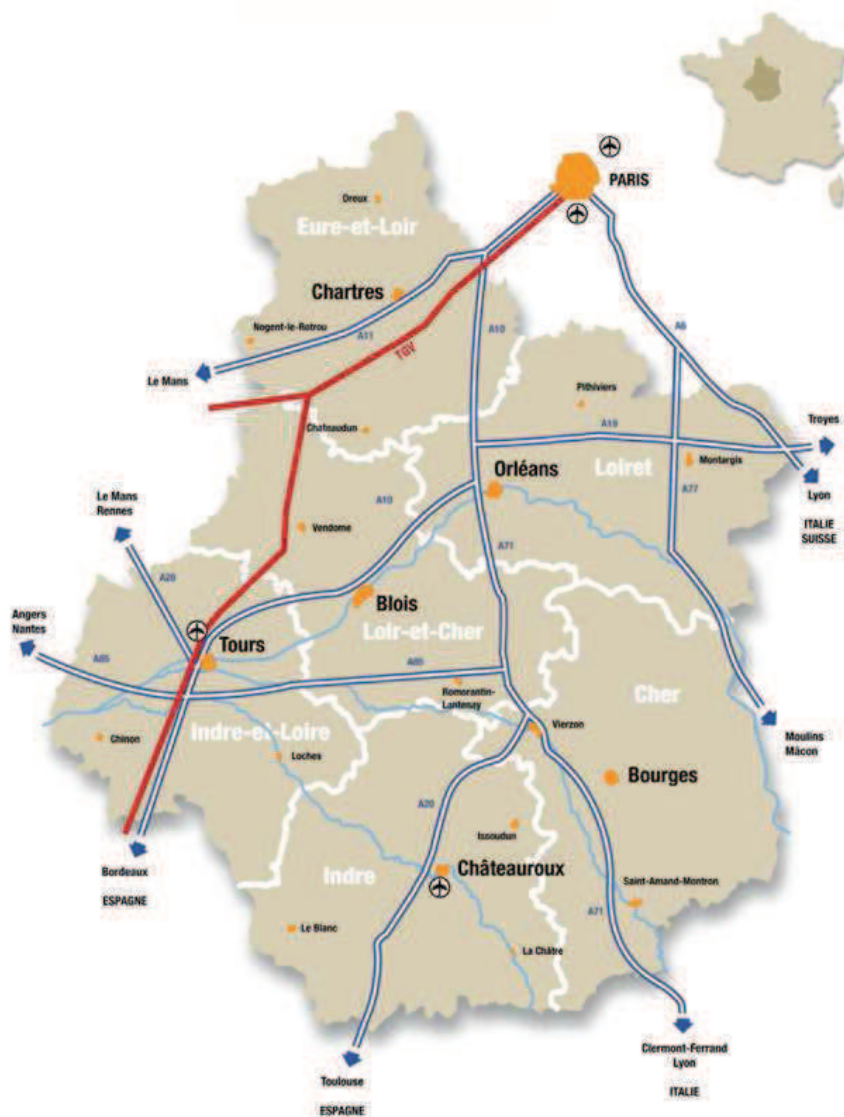 PARIS
Dreux
Eure-et-Loir
Chartres
Nogent-le-Rotrou
A11
A10
A6
TGV
Le Mans
Pithiviers
Chateaudun
A19
Troyes
Orléans
Loiret
Montargis
Lyon
ITALIE
SUISSE
Le Mans
Rennes
A10
A77
Vendome
A71
A28
Blois
Angers
Nantes
Tours
Loir-et-Cher
A85
A85
Romorantin-
Lantenay
Cher
Chinon
Indre-et-Loire
Vierzon
Moulins
Mâcon
Loches
Bourges
A20
Issoudun
Bordeaux
ESPAGNE
Indre
Châteauroux
Saint-Amand-Montron
Le Blanc
A71
La Châtre
Clermont-Ferrand
Lyon
ITALIE
Toulouse
ESPAGNE